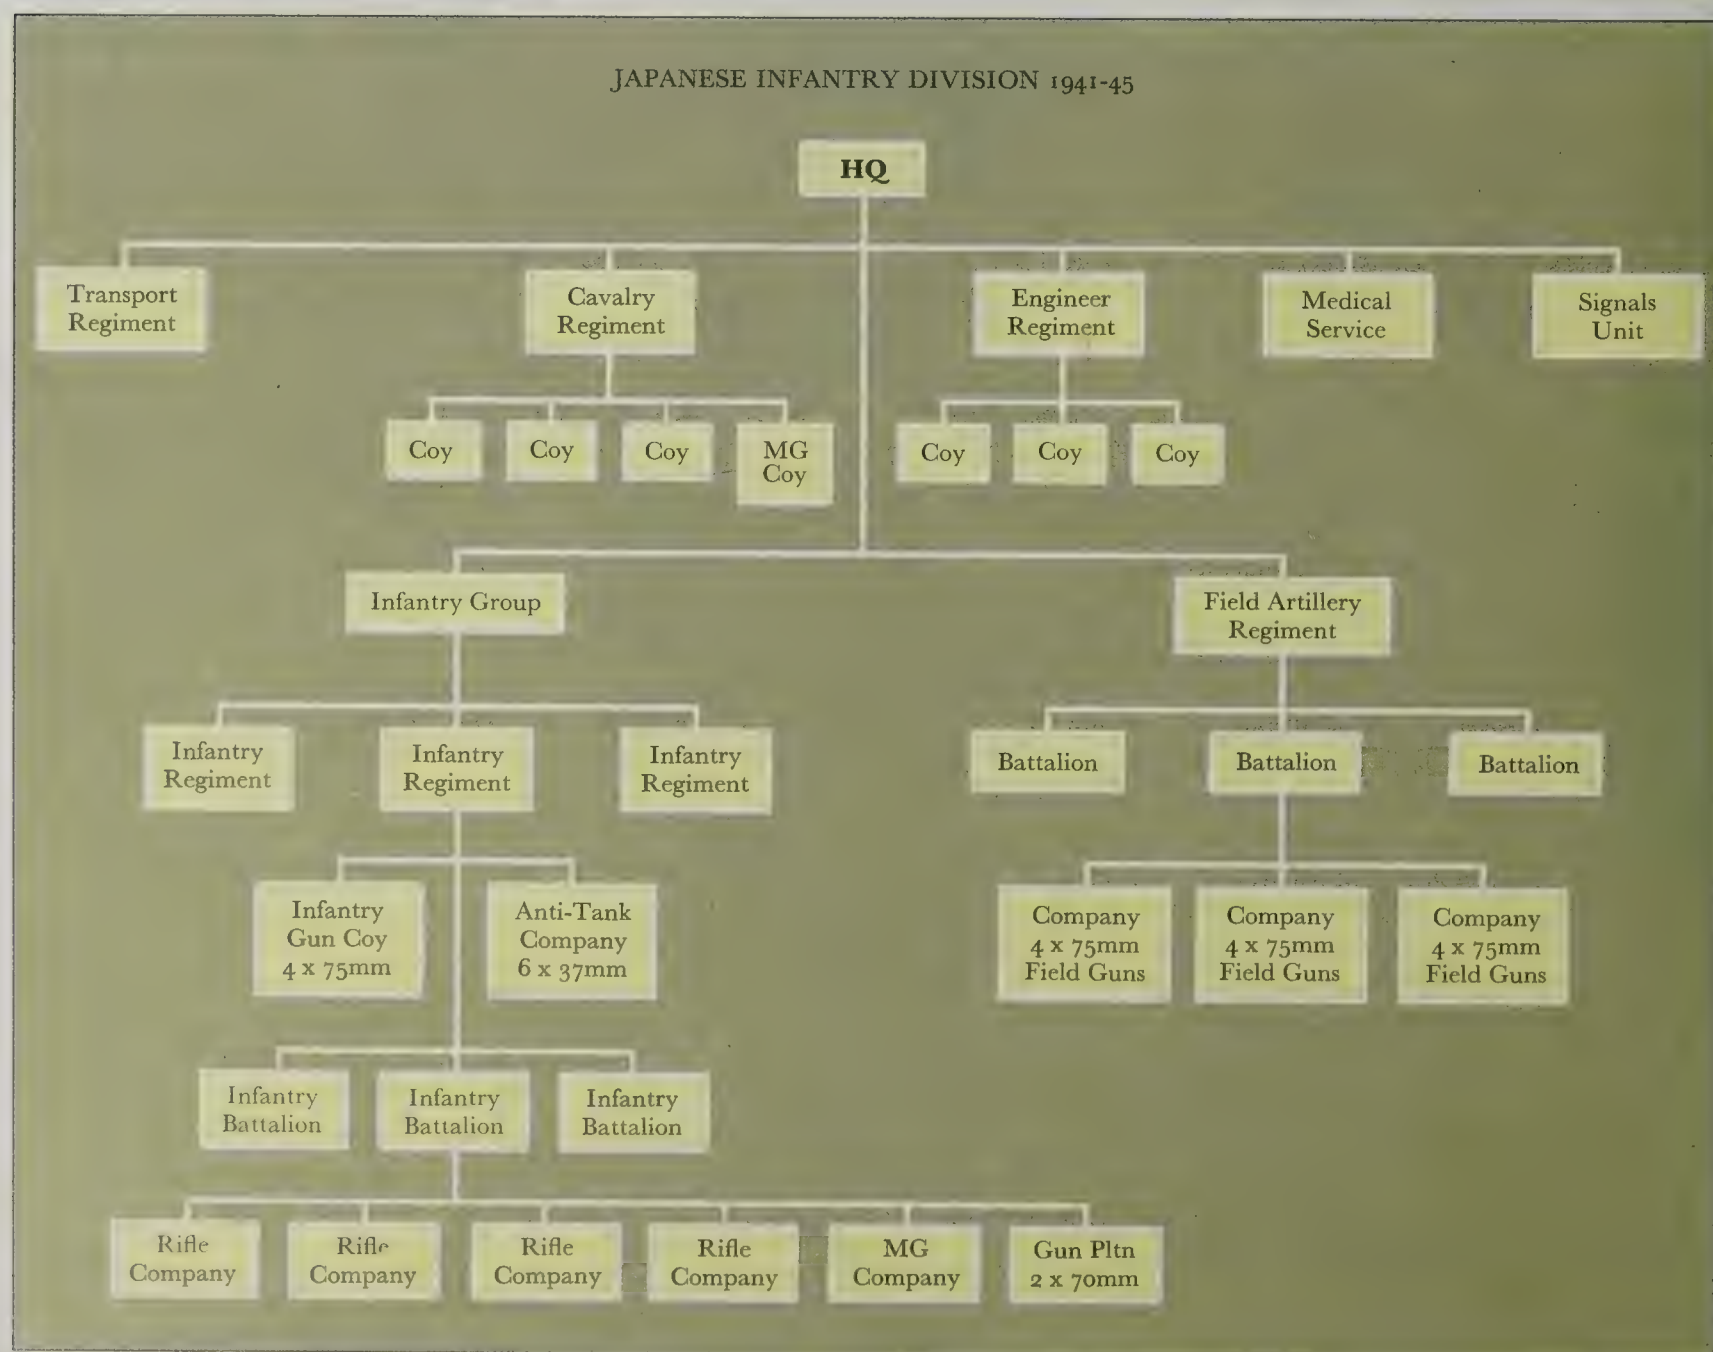 JAPANESE INFANTRY DIVISION 1941-45
HQ
Transport
Regiment
Cavalry
Regiment
Engineer
Regiment
Medical
Service
Signals
Unit
Coy
Coy
Coy
MG
Coy
Coy
Coy
Coy
Infantry Group
Field Artillery
Regiment
Infantry
Regiment
Infantry
Regiment
Infantry
Regiment
Battalion
Battalion
Battalion
Infantry
Gun Coy
4 x 75mm
Anti-Tank
Company
6 x 37mm
Company
4 x 75mm
Field Guns
Company
4 x 75mm
Field Guns
Company
4 x 75mm
Field Guns
Infantry
Battalion
Infantry
Battalion
Infantry
Battalion
Rifle
Company
Rifle
Company
Rifle
Company
Rifle
Company
MG
Company
Gun Pltn
2 x 70mm